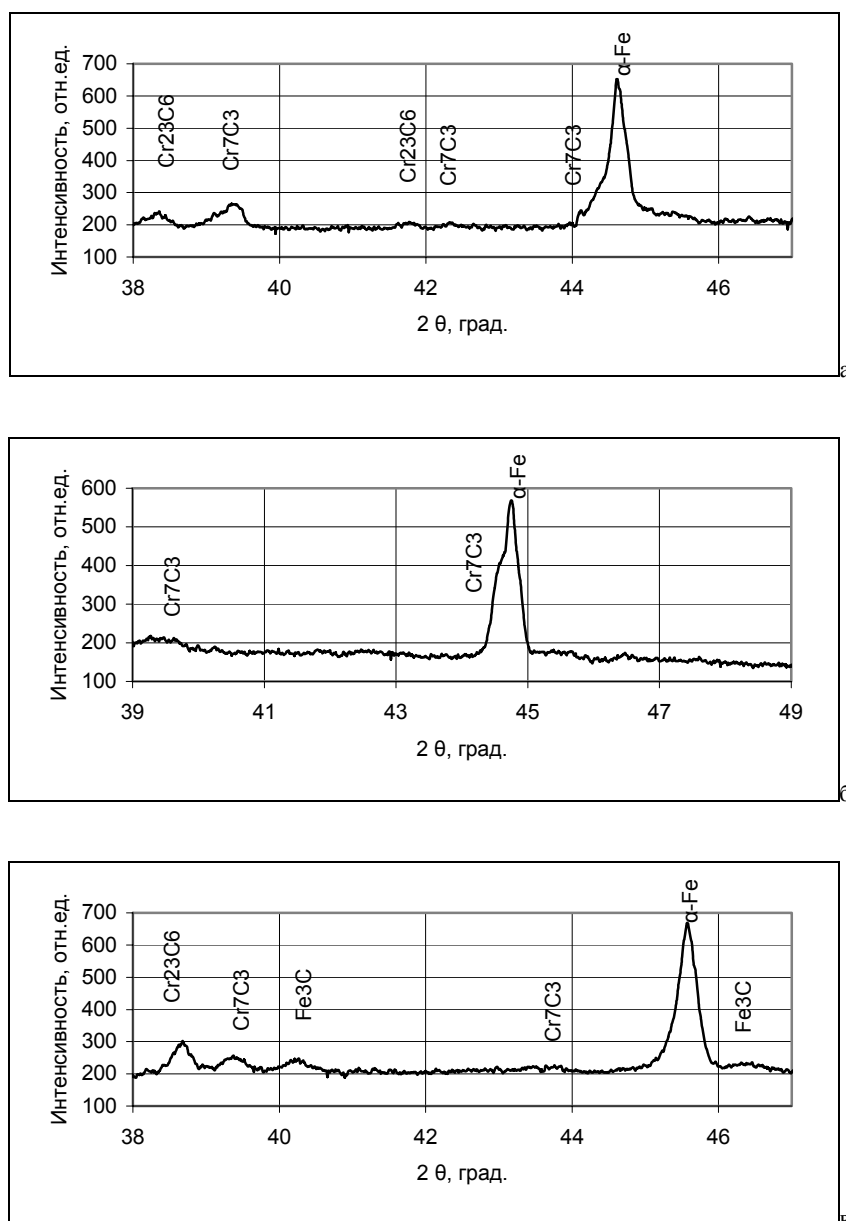 Интенсивность, отн.ед.
700
600
500
400
300
200
100
Cr23C6
Cr7C3
Cr23C6
Cr7C3
Cr7C3
α-Fe
38
40
42
44
46
2 θ, град.
а
Интенсивность, отн.ед.
600
500
400
300
200
100
Cr7C3
Cr7C3
α-Fe
39
41
43
45
47
49
2 θ, град.
б
Интенсивность, отн.ед.
700
600
500
400
300
200
100
Cr23C6
Cr7C3
Fe3C
Cr7C3
α-Fe
Fe3C
38
40
42
44
46
2 θ, град.
в